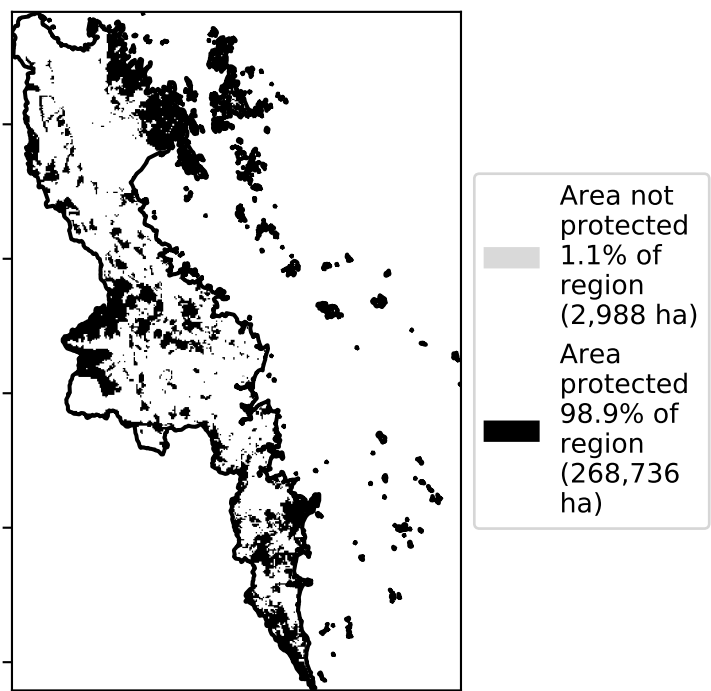 Area not
protected
1.1% of
region
(2,988 ha)
Area
protected
98.9% of
region
(268,736
ha)